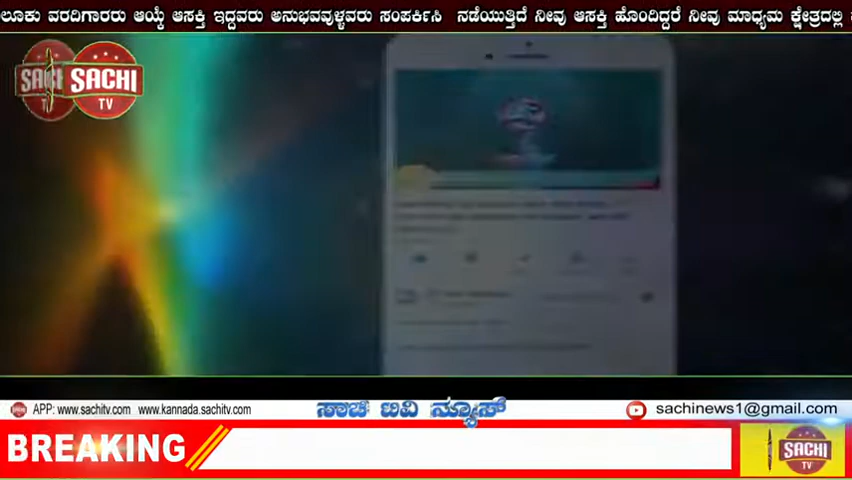 ಲೂಕು ವರದಿಗಾರರು ಆಯ್ಕೆ ಆಸಕ್ತಿ ಇದ್ದವರು ಅನುಭವವುಳ್ಳವರು ಸಂಪರ್ಕಿಸಿ ನಡೆಯುತ್ತಿದೆ ನೀವು ಆಸಕ್ತಿ ಹೊಂದಿದ್ದರೆ ನೀವು ಮಾಧ್ಯಮ ಕ್ಷೇತ್ರದಲ್ಲಿ
SACHI SACHI
TV
APP: www.sachitv.com www.kannada.sachitv.com ಸಾಚಿ ಟಿವಿ ನ್ಯೂಸ್ sachinews1@gmail.com
BREAKING SACHI
TV